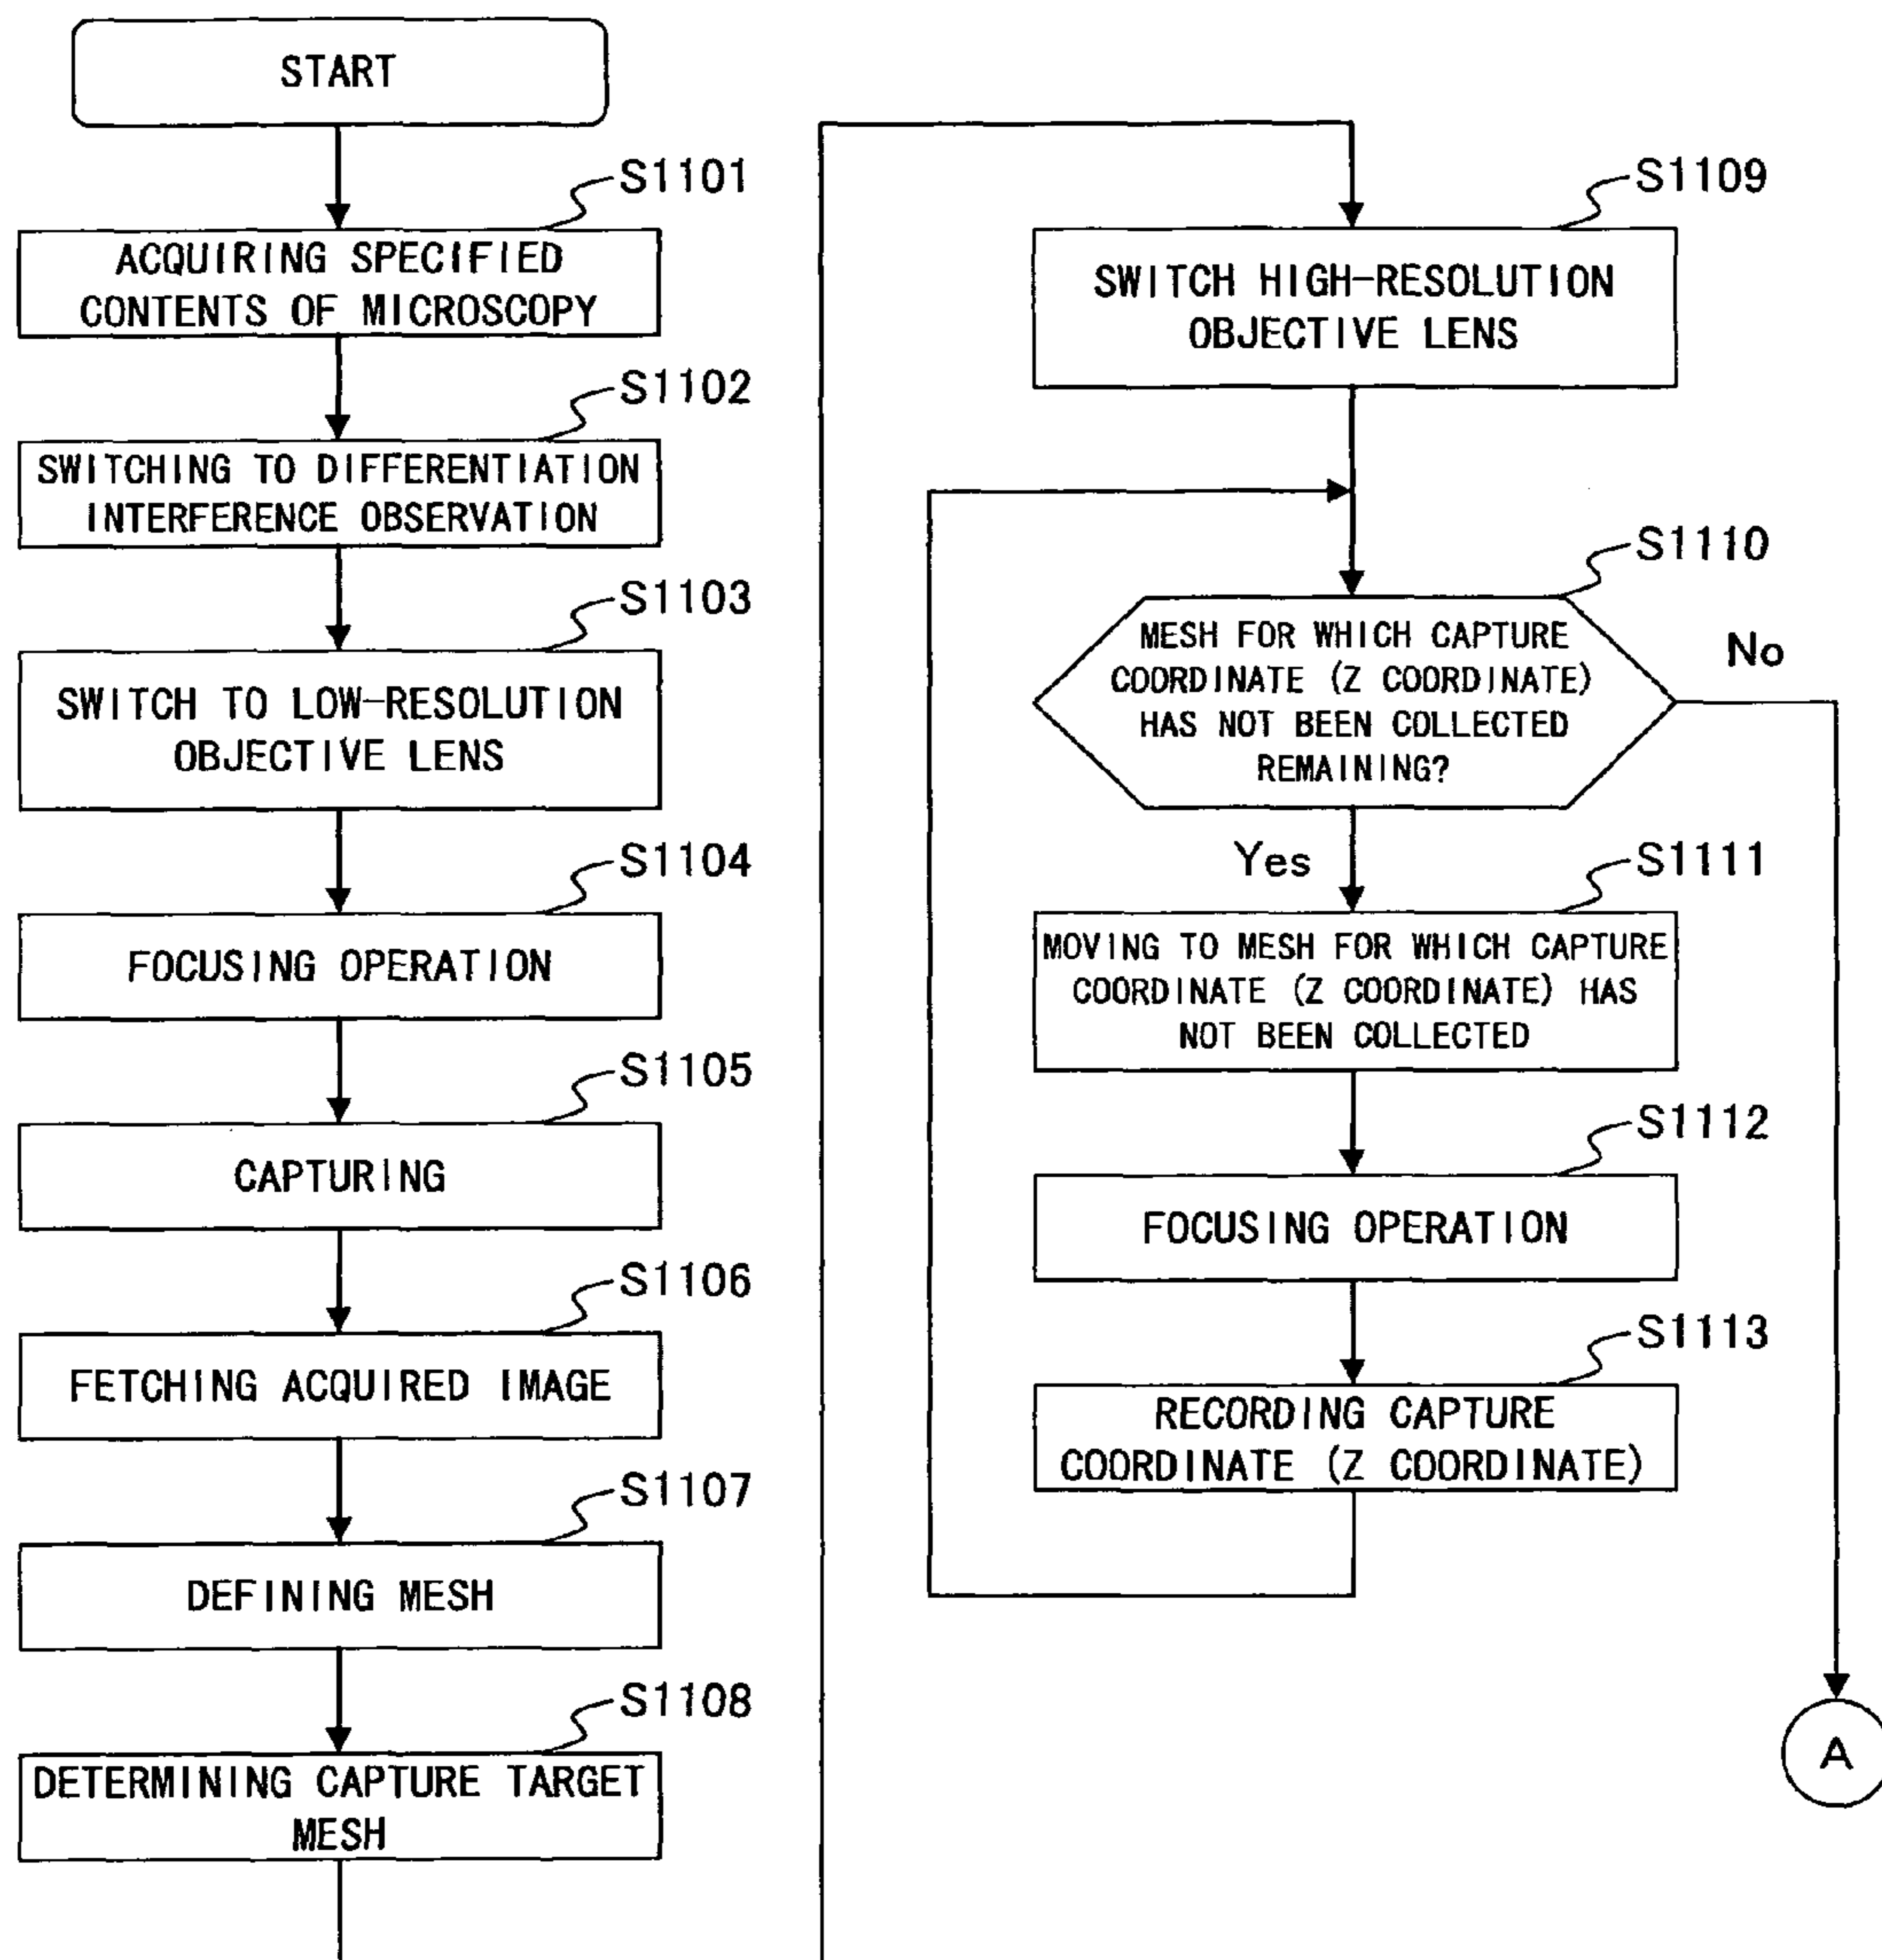 START
S1101
ACQUIRING SPECIFIED
CONTENTS OF MICROSCOPY
S1102
SWITCHING TO DIFFERENTIATION
INTERFERENCE OBSERVATION
S1103
SWITCH TO LOW-RESOLUTION
OBJECTIVE LENS
S1104
FOCUSING OPERATION
S1105
CAPTURING
S1106
FETCHING ACQUIRED IMAGE
S1107
DEFINING MESH
S1108
DETERMINING CAPTURE TARGET
MESH
S1109
SWITCH HIGH-RESOLUTION
OBJECTIVE LENS
S1110
MESH FOR WHICH CAPTURE
COORDINATE (Z COORDINATE)
HAS NOT BEEN COLLECTED
REMAINING?
No
Yes
S1111
MOVING TO MESH FOR WHICH CAPTURE
COORDINATE (Z COORDINATE) HAS
NOT BEEN COLLECTED
S1112
FOCUSING OPERATION
S1113
RECORDING CAPTURE
COORDINATE (Z COORDINATE)
A